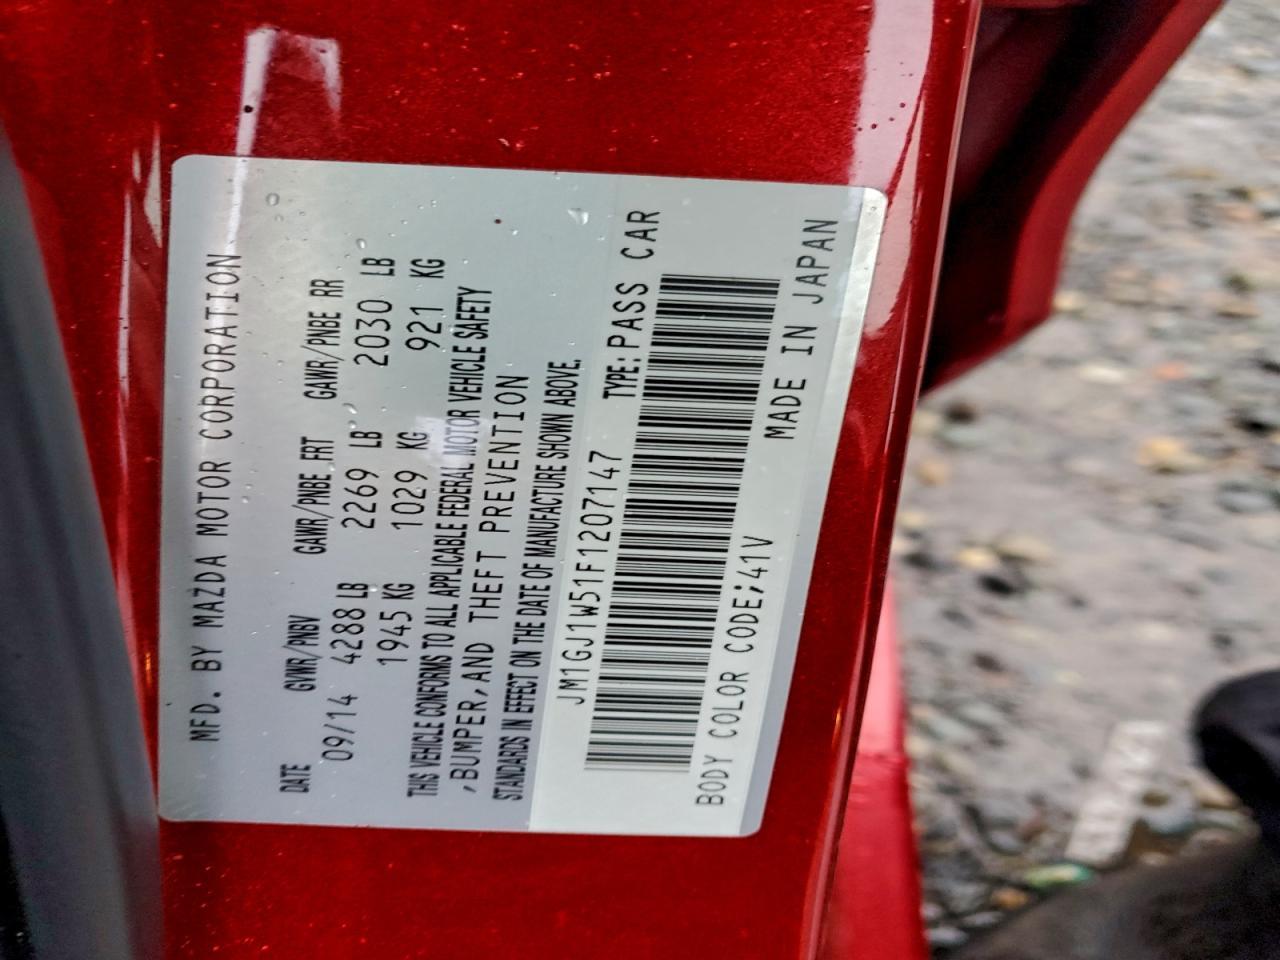 MFD. BY MAZDA MOTOR CORPORATION
DATE GVWR/PNBV GAWR/PNBE FRT GAWR/PNBE RR
09/14 4288 LB 2269 LB 2030 LB
1945 KG 1029 KG 921 KG
THIS VEHICLE CONFORMS TO ALL APPLICABLE FEDERAL MOTOR VEHICLE SAFETY
,BUMPER,AND THEFT PREVENTION
STANDARDS IN EFFECT ON THE DATE OF MANUFACTURE SHOWN ABOVE.
JM1GJ1W51F1207147 TYPE:PASS CAR
BODY COLOR CODE;41V MADE IN JAPAN